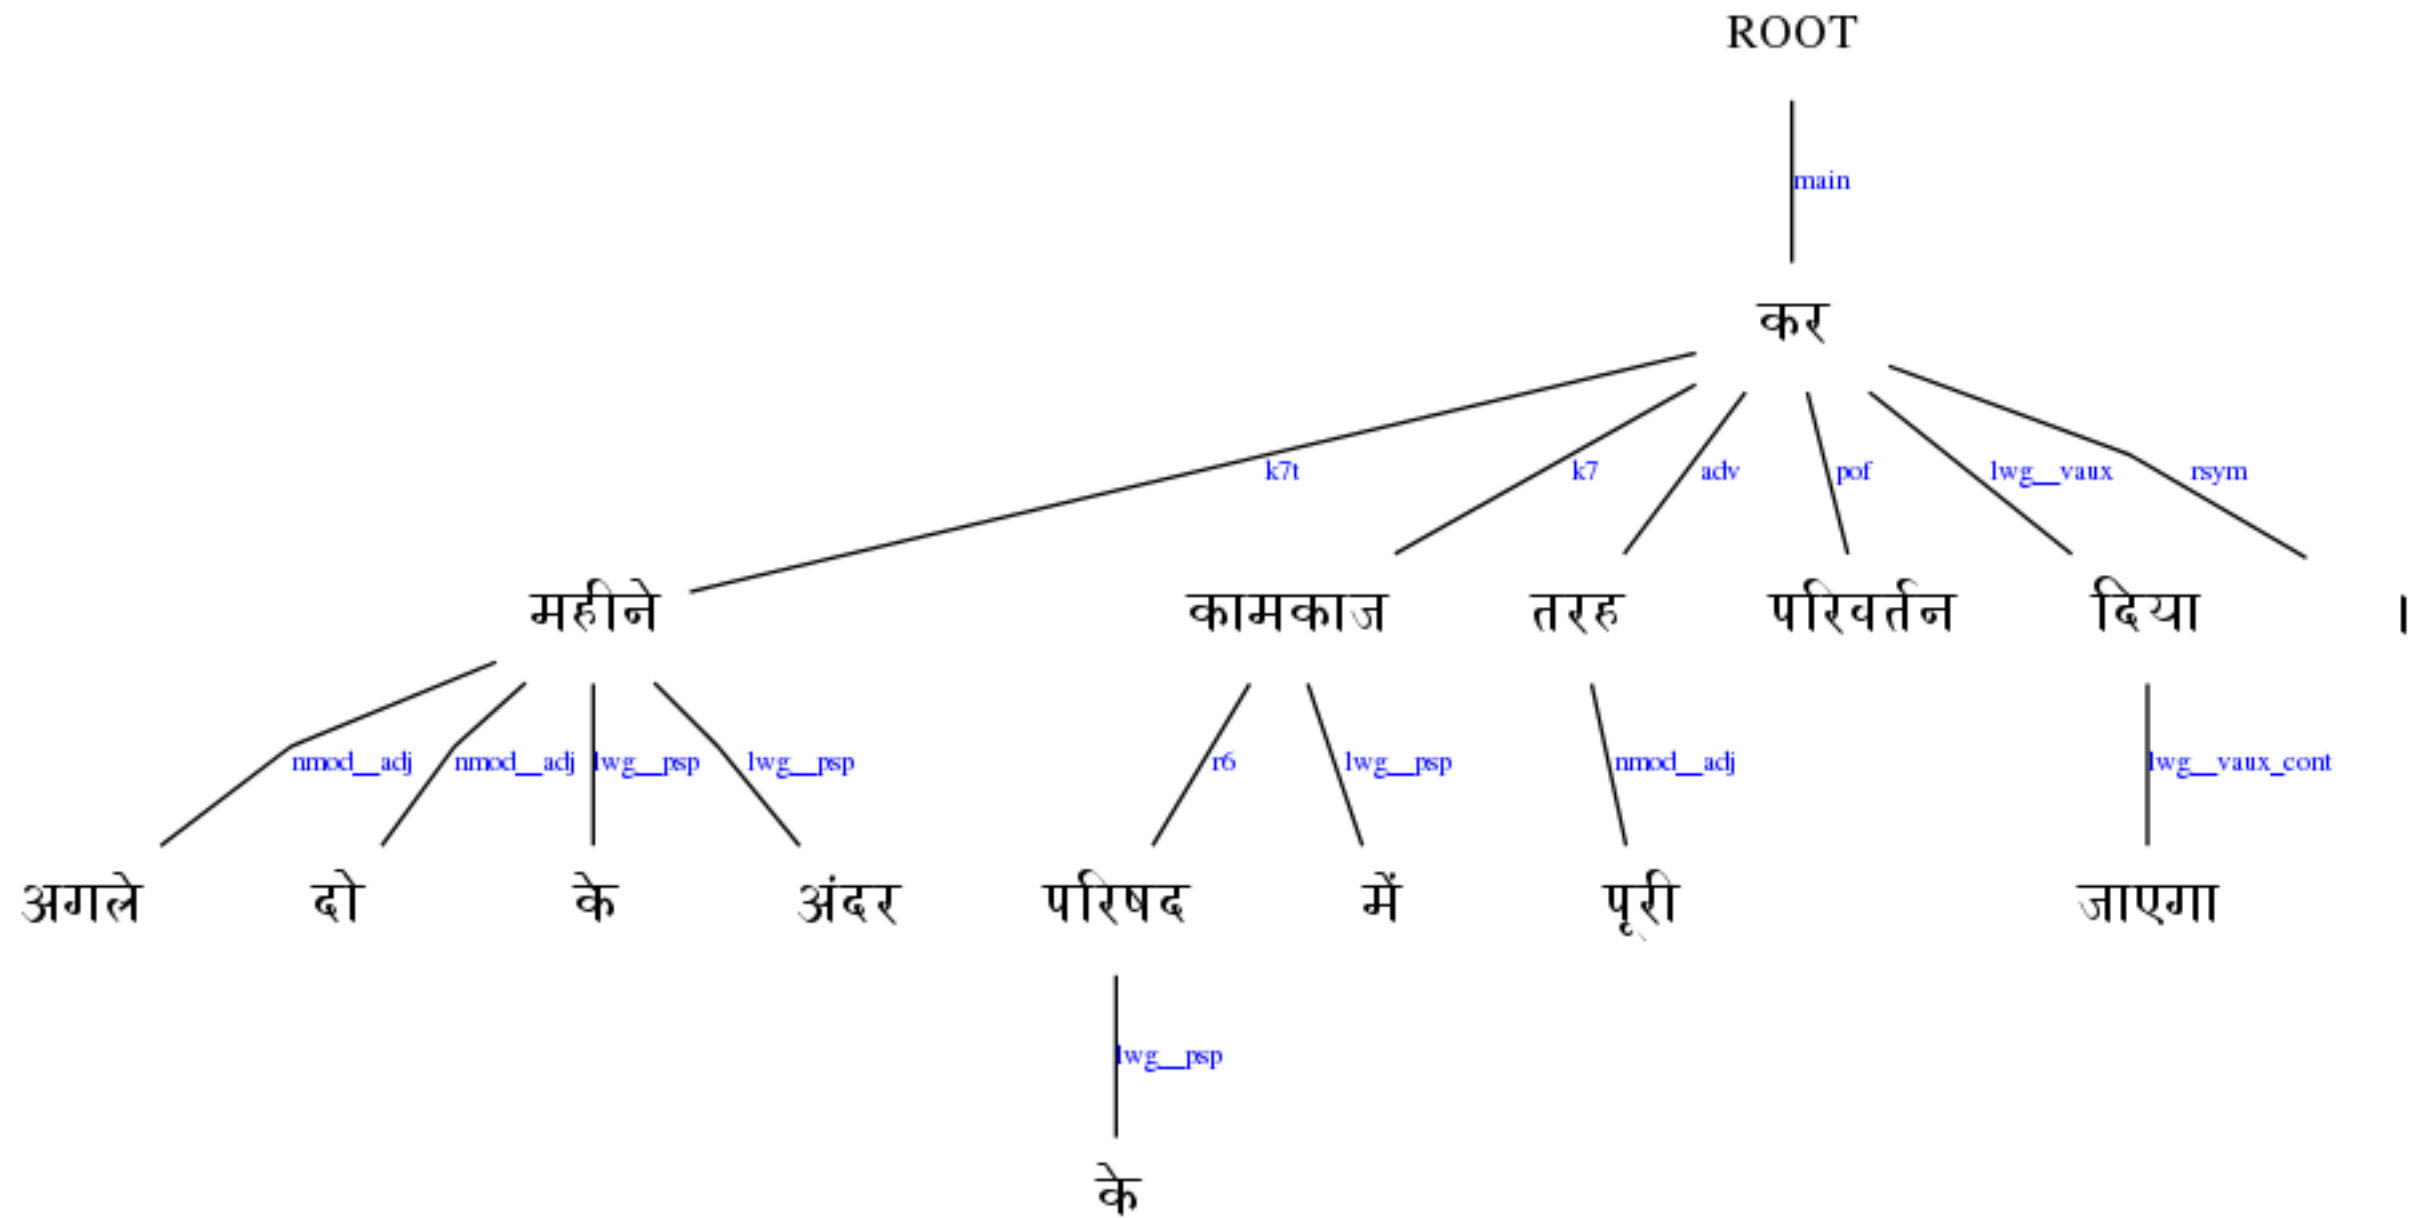 ROOT
main
कर
k7t k7 adv pof lwg__vaux rsym
महीने कामकाज तरह परिवर्तन दिया ।
nmod__adj nmod__adj lwg__psp lwg__psp r6 lwg__psp nmod__adj lwg__vaux_cont
अगले दो के अंदर परिषद में पूरी जाएगा
lwg__psp
के